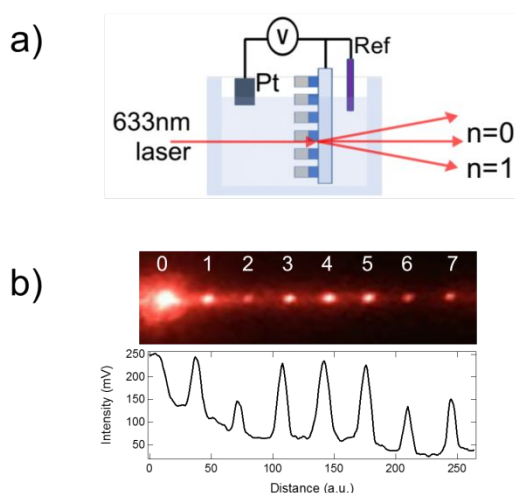 a)
V
Ref
Pt
633nm
laser
n=0
n=1
b)
0 1 2 3 4 5 6 7
Intensity (mV)
250
200
150
100
50
0 50 100 150 200 250
Distance (a.u.)